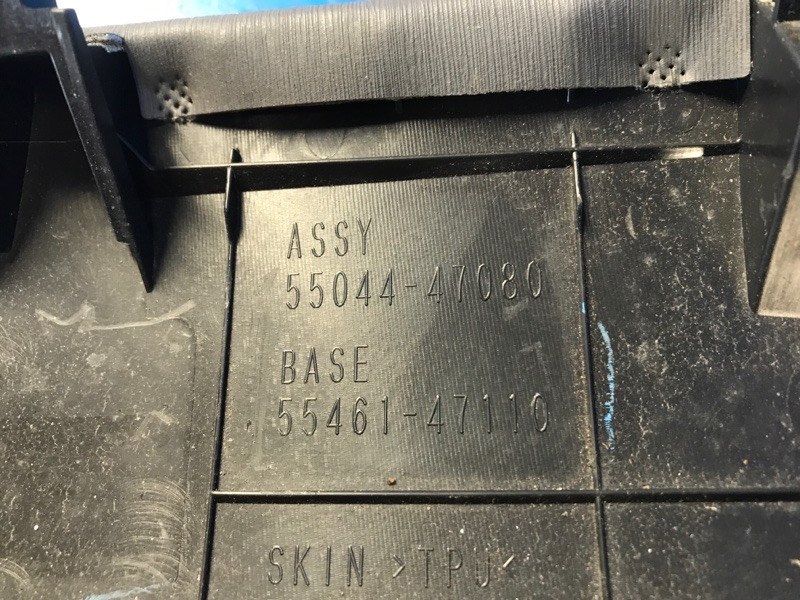 ASSY
55044-47080
BASE
55461-47110
SKIN >TPU<